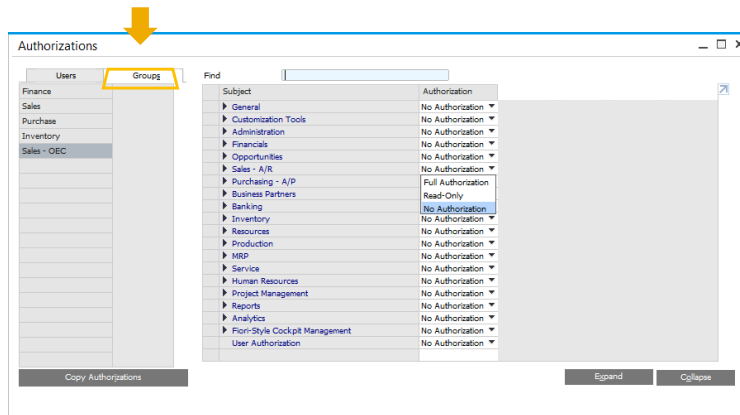 Authorizations
Users Groups
Find
Finance
Sales
Purchase
Inventory
Sales - OEC
Subject Authorization
General No Authorization
Customization Tools No Authorization
Administration No Authorization
Financials No Authorization
Opportunities No Authorization
Sales - A/R No Authorization
Purchasing - A/P Full Authorization
Business Partners Read-Only
Banking No Authorization
Inventory No Authorization
Resources No Authorization
Production No Authorization
MRP No Authorization
Service No Authorization
Human Resources No Authorization
Project Management No Authorization
Reports No Authorization
Analytics No Authorization
Fiori-Style Cockpit Management No Authorization
User Authorization No Authorization
Copy Authorizations Expand Collapse